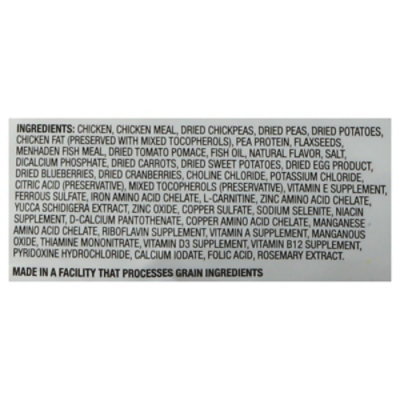 INGREDIENTS: CHICKEN, CHICKEN MEAL, DRIED CHICKPEAS, DRIED PEAS, DRIED POTATOES,
CHICKEN FAT (PRESERVED WITH MIXED TOCOPHEROLS), PEA PROTEIN, FLAXSEEDS,
MENHADEN FISH MEAL, DRIED TOMATO POMACE, FISH OIL, NATURAL FLAVOR, SALT,
DICALCIUM PHOSPHATE, DRIED CARROTS, DRIED SWEET POTATOES, DRIED EGG PRODUCT,
DRIED BLUEBERRIES, DRIED CRANBERRIES, CHOLINE CHLORIDE, POTASSIUM CHLORIDE,
CITRIC ACID (PRESERVATIVE), MIXED TOCOPHEROLS (PRESERVATIVE), VITAMIN E SUPPLEMENT,
FERROUS SULFATE, IRON AMINO ACID CHELATE, L-CARNITINE, ZINC AMINO ACID CHELATE,
YUCCA SCHIDIGERA EXTRACT, ZINC OXIDE, COPPER SULFATE, SODIUM SELENITE, NIACIN
SUPPLEMENT, D-CALCIUM PANTOTHENATE, COPPER AMINO ACID CHELATE, MANGANESE
AMINO ACID CHELATE, RIBOFLAVIN SUPPLEMENT, VITAMIN A SUPPLEMENT, MANGANOUS
OXIDE, THIAMINE MONONITRATE, VITAMIN D3 SUPPLEMENT, VITAMIN B12 SUPPLEMENT,
PYRIDOXINE HYDROCHLORIDE, CALCIUM IODATE, FOLIC ACID, ROSEMARY EXTRACT.
MADE IN A FACILITY THAT PROCESSES GRAIN INGREDIENTS